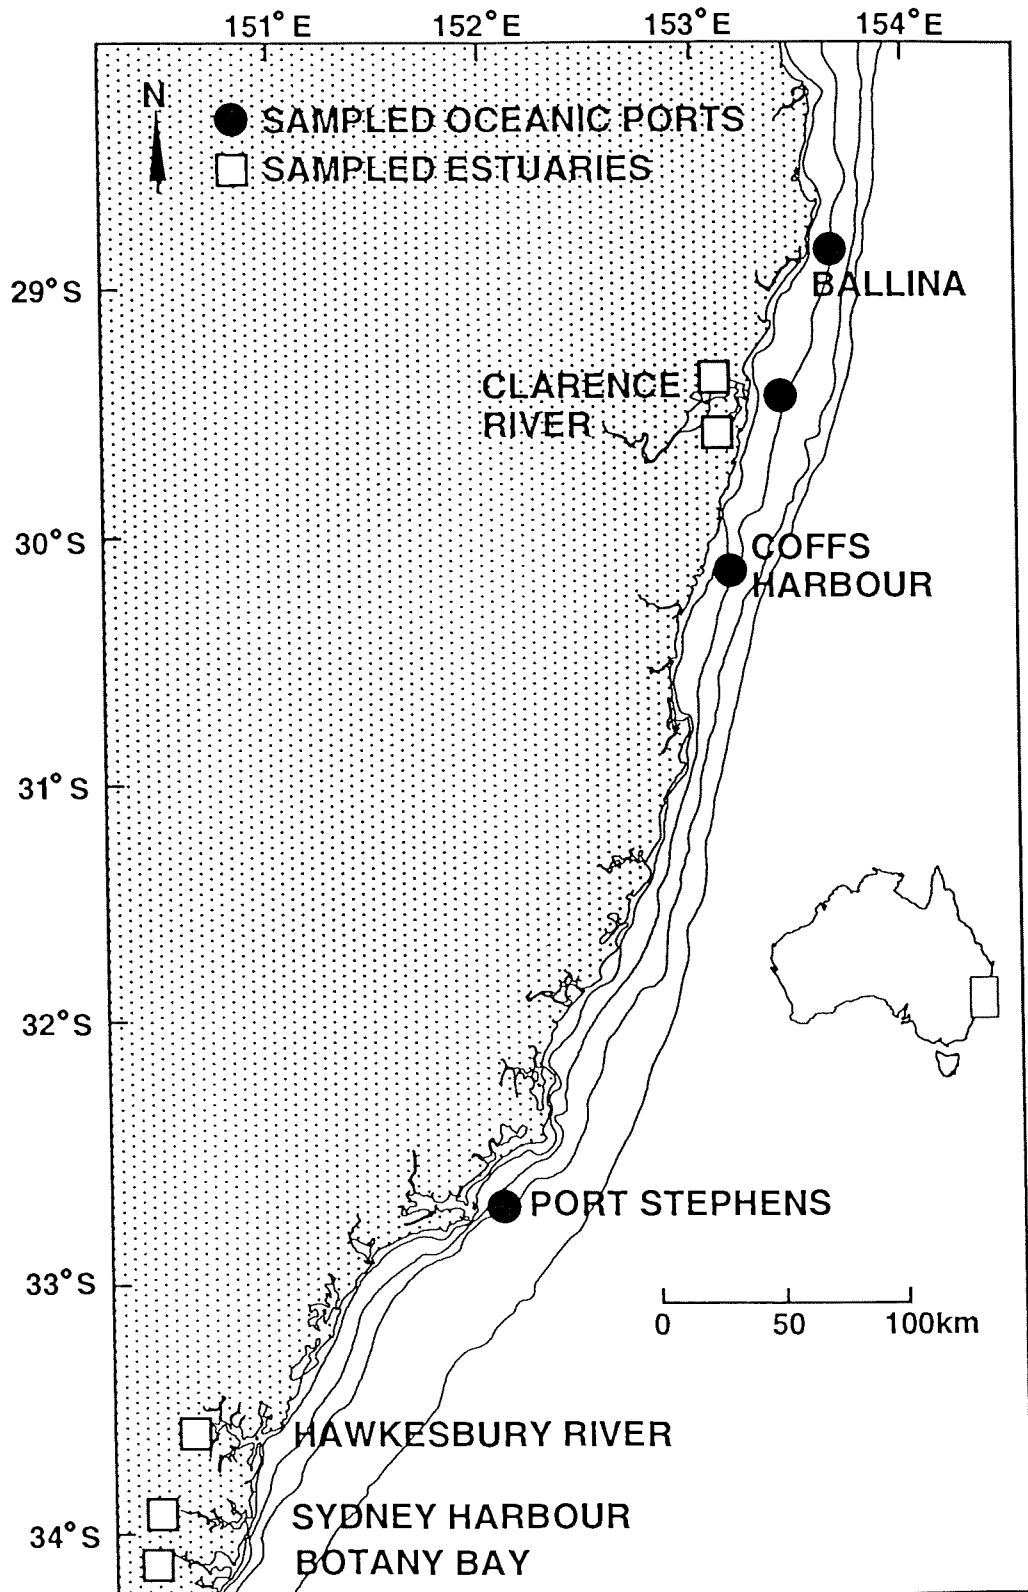 151°E 152°E 153°E 154°E
N
SAMPLED OCEANIC PORTS
SAMPLED ESTUARIES
29°S
BALLINA
CLARENCE
RIVER
30°S
COFFS
HARBOUR
31°S
32°S
PORT STEPHENS
33°S
0 50 100km
HAWKESBURY RIVER
SYDNEY HARBOUR
34°S
BOTANY BAY